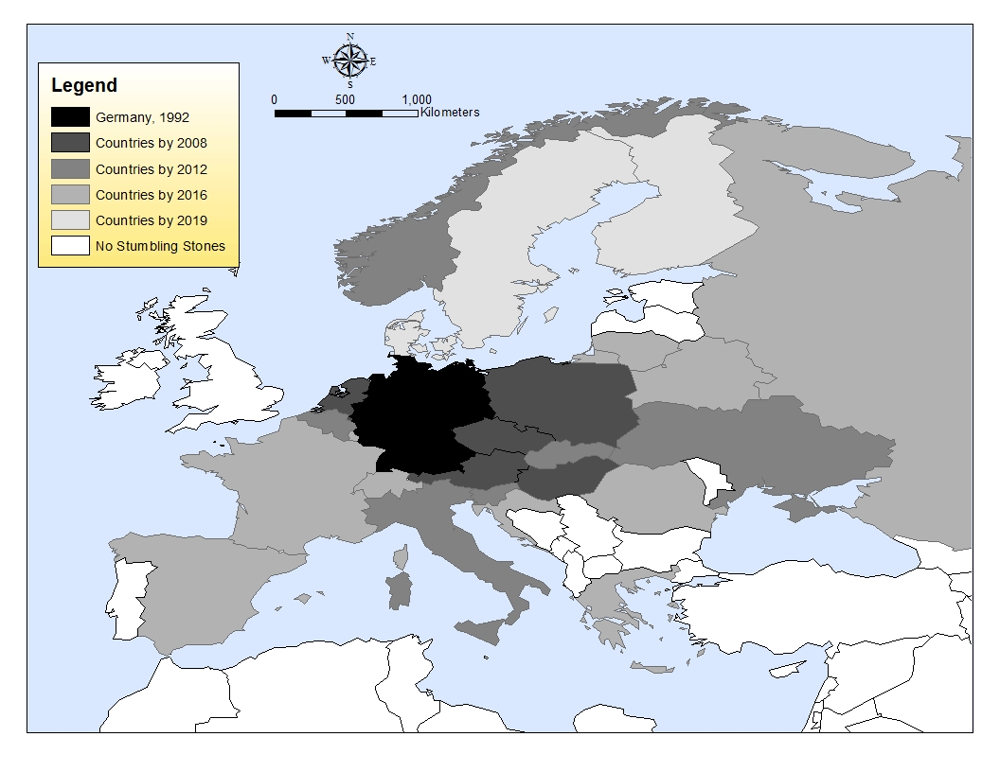 N
W E
S
0 500 1,000
Kilometers
Legend
Germany, 1992
Countries by 2008
Countries by 2012
Countries by 2016
Countries by 2019
No Stumbling Stones